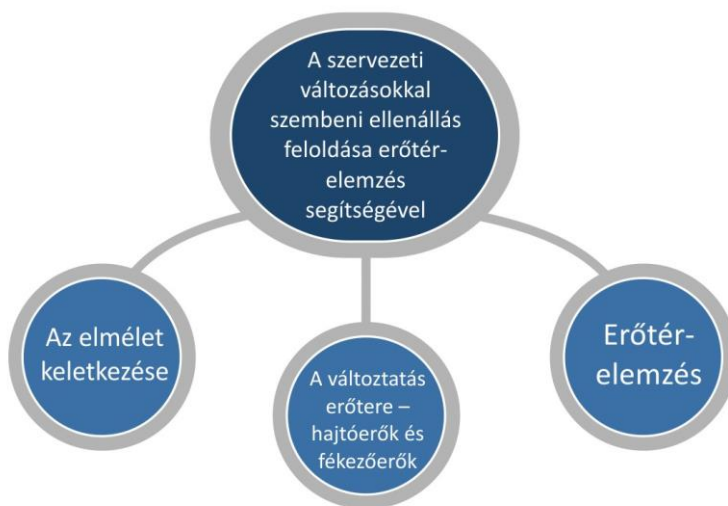 A szervezeti
változásokkal
szembeni ellenállás
feloldása erőtér-
elemzés
segítségével
Az elmélet
keletkezése
A változtatás
erőtere –
hajtóerők és
fékezőerők
Erőtér-
elemzés